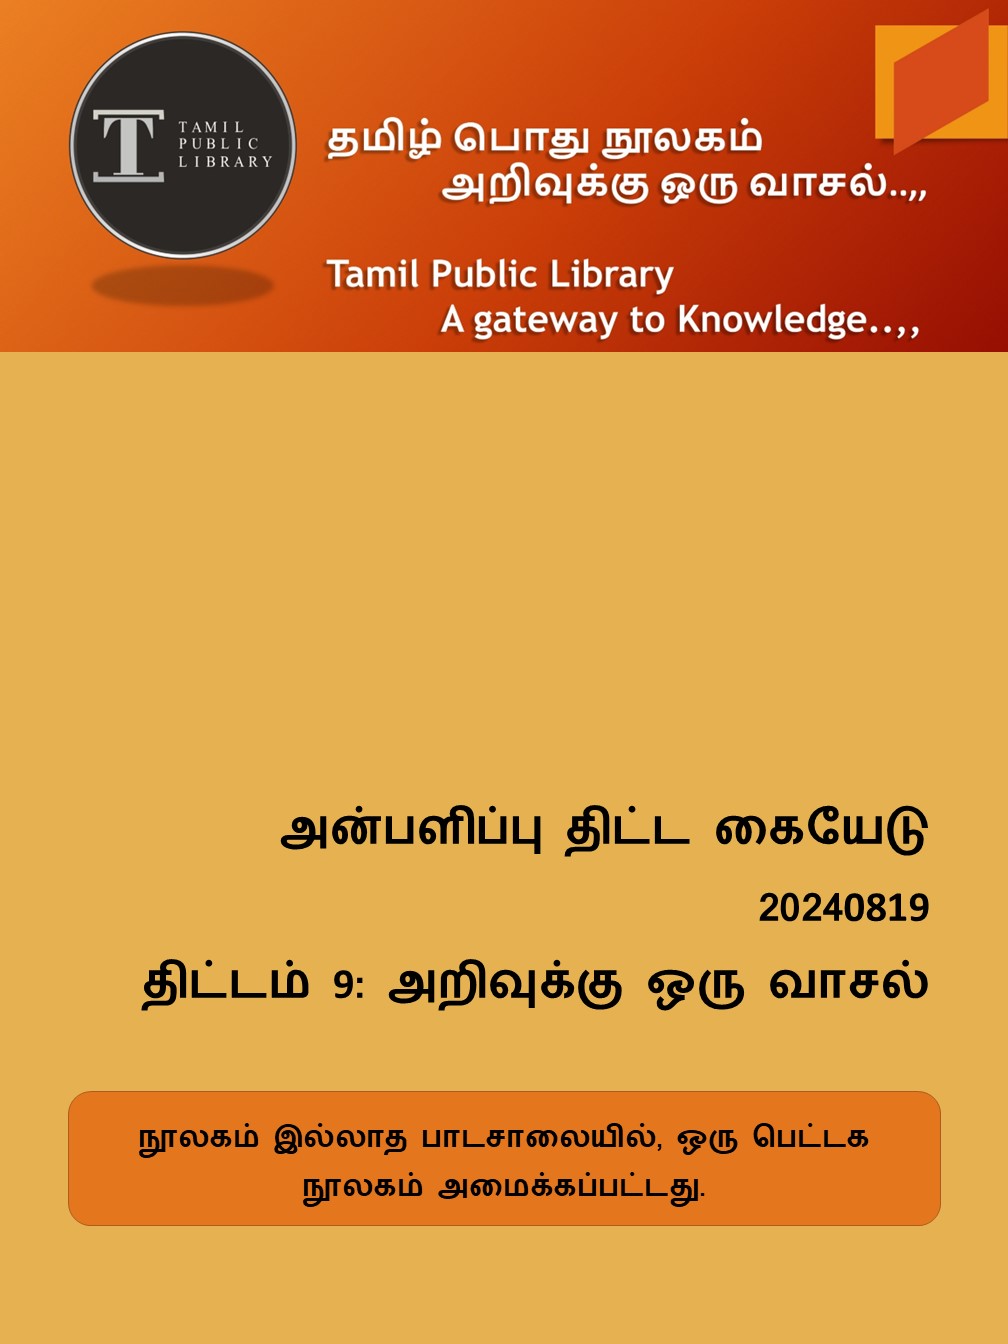 TAMIL
PUBLIC
LIBRARY
தமிழ் பொது நூலகம்
அறிவுக்கு ஒரு வாசல்..,,
Tamil Public Library
A gateway to Knowledge..,,
அன்பளிப்பு திட்ட கையேடு
20240819
திட்டம் 9: அறிவுக்கு ஒரு வாசல்
நூலகம் இல்லாத பாடசாலையில், ஒரு பெட்டக
நூலகம் அமைக்கப்பட்டது.